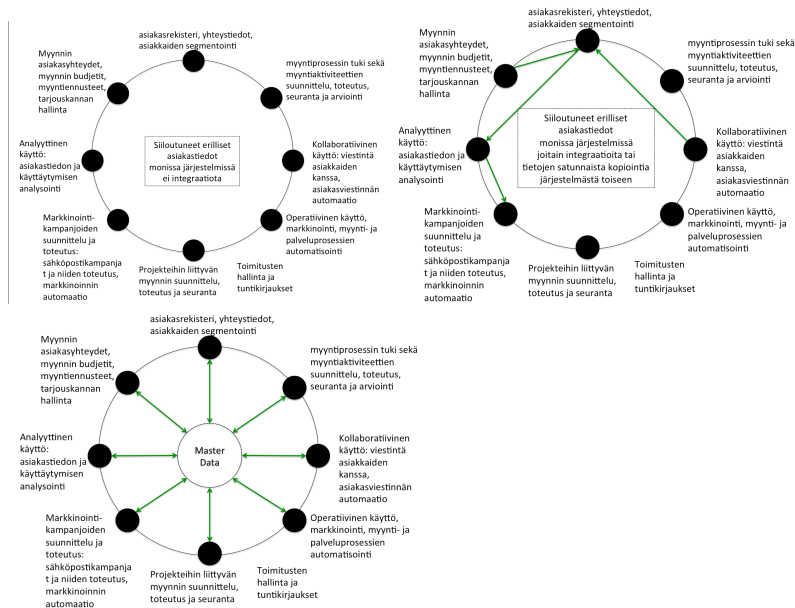 asiakasrekisteri, yhteystiedot,
asiakkaiden segmentointi
Myynnin
asiakasyhteydet,
myynnin budjetit,
myyntiennusteet,
tarjouskannan
hallinta
myyntiprosessin tuki sekä
myyntiaktiviteettien
suunnittelu, toteutus,
seuranta ja arviointi
Analyyttinen
käyttö:
asiakastiedon ja
käyttäytymisen
analysointi
Siiloutuneet erilliset
asiakastiedot
monissa järjestelmissä
ei integraatiota
Kollaboratiivinen
käyttö: viestintä
asiakkaiden
kanssa,
asiakasviestinnän
automaatio
Markkinointi-
kampanjoiden
suunnittelu ja
toteutus:
sähköpostikampanja
t ja niiden toteutus,
markkinoinnin
automaatio
Operatiivinen käyttö,
markkinointi, myynti- ja
palveluprosessien
automatisointi
Projekteihin liittyvän
myynnin suunnittelu,
toteutus ja seuranta
Toimitusten
hallinta ja
tuntikirjaukset
asiakasrekisteri, yhteystiedot,
asiakkaiden segmentointi
Myynnin
asiakasyhteydet,
myynnin budjetit,
myyntiennusteet,
tarjouskannan
hallinta
myyntiprosessin tuki sekä
myyntiaktiviteettien
suunnittelu, toteutus,
seuranta ja arviointi
Analyyttinen
käyttö:
asiakastiedon ja
käyttäytymisen
analysointi
Siiloutuneet erilliset
asiakastiedot
monissa järjestelmissä
joitain integraatioita tai
tietojen satunnaista kopiointia
järjestelmästä toiseen
Kollaboratiivinen
käyttö: viestintä
asiakkaiden
kanssa,
asiakasviestinnän
automaatio
Markkinointi-
kampanjoiden
suunnittelu ja
toteutus:
sähköpostikampanja
t ja niiden toteutus,
markkinoinnin
automaatio
Operatiivinen käyttö,
markkinointi, myynti- ja
palveluprosessien
automatisointi
Projekteihin liittyvän
myynnin suunnittelu,
toteutus ja seuranta
Toimitusten
hallinta ja
tuntikirjaukset
asiakasrekisteri, yhteystiedot,
asiakkaiden segmentointi
Myynnin
asiakasyhteydet,
myynnin budjetit,
myyntiennusteet,
tarjouskannan
hallinta
myyntiprosessin tuki sekä
myyntiaktiviteettien
suunnittelu, toteutus,
seuranta ja arviointi
Analyyttinen
käyttö:
asiakastiedon ja
käyttäytymisen
analysointi
Master
Data
Kollaboratiivinen
käyttö: viestintä
asiakkaiden
kanssa,
asiakasviestinnän
automaatio
Markkinointi-
kampanjoiden
suunnittelu ja
toteutus:
sähköpostikampanja
t ja niiden toteutus,
markkinoinnin
automaatio
Operatiivinen käyttö,
markkinointi, myynti- ja
palveluprosessien
automatisointi
Projekteihin liittyvän
myynnin suunnittelu,
toteutus ja seuranta
Toimitusten
hallinta ja
tuntikirjaukset